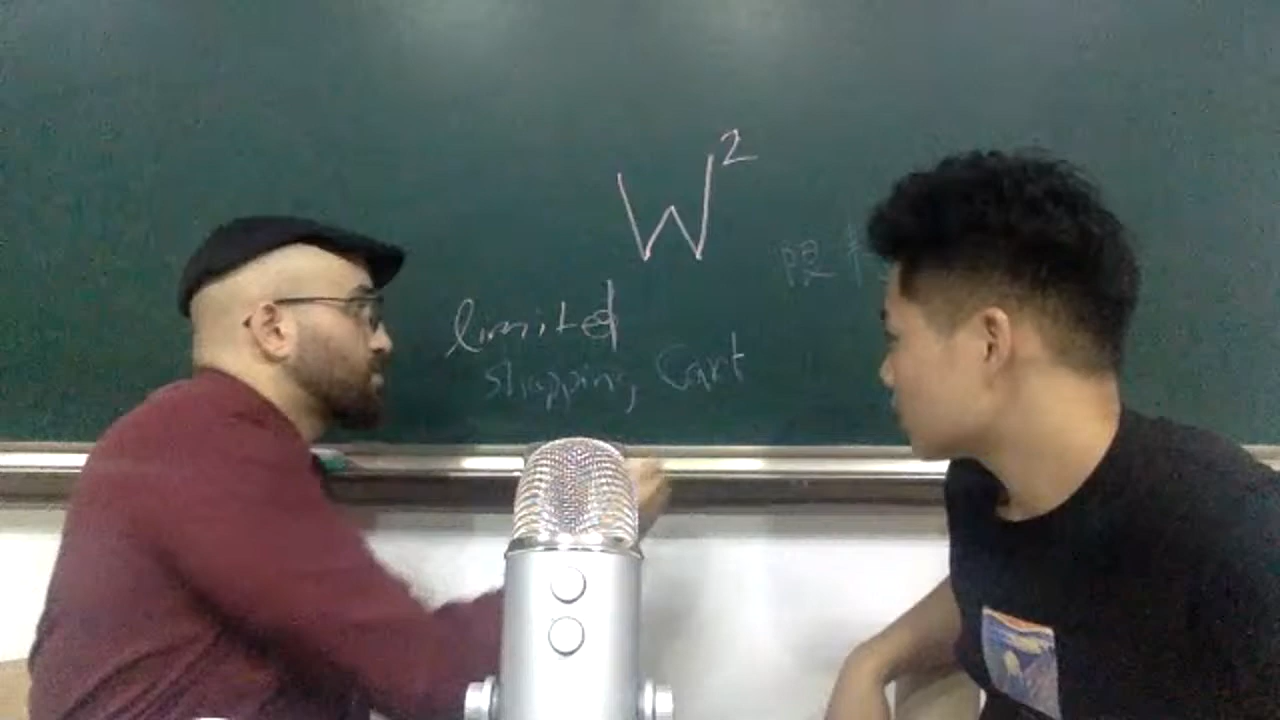 W²
限
limited
shopping Cart